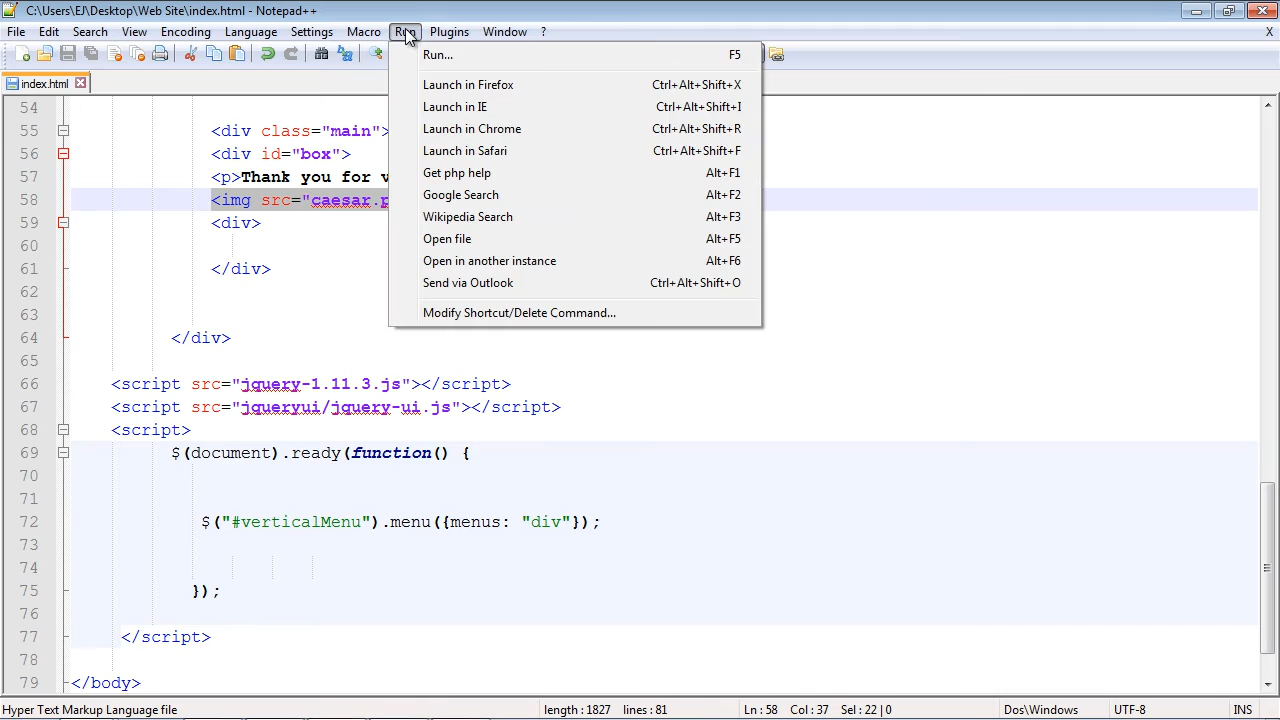 C:\Users\EJ\Desktop\Web Site\index.html - Notepad++
File Edit Search View Encoding Language Settings Macro Run Plugins Window ? X
index.html
Run... F5
Launch in Firefox Ctrl+Alt+Shift+X
Launch in IE Ctrl+Alt+Shift+I
Launch in Chrome Ctrl+Alt+Shift+R
Launch in Safari Ctrl+Alt+Shift+F
Get php help Alt+F1
Google Search Alt+F2
Wikipedia Search Alt+F3
Open file Alt+F5
Open in another instance Alt+F6
Send via Outlook Ctrl+Alt+Shift+O
Modify Shortcut/Delete Command...
54
55 <div class="main">
56 <div id="box">
57 <p>Thank you for v
58 <img src="caesar.p
59 <div>
60
61 </div>
62
63
64 </div>
65
66 <script src="jquery-1.11.3.js"></script>
67 <script src="jqueryui/jquery-ui.js"></script>
68 <script>
69 $(document).ready(function() {
70
71
72 $("#verticalMenu").menu({menus: "div"});
73
74
75 });
76
77 </script>
78
79 </body>
Hyper Text Markup Language file length : 1827 lines : 81 Ln : 58 Col : 37 Sel : 22 | 0 Dos\Windows UTF-8 INS